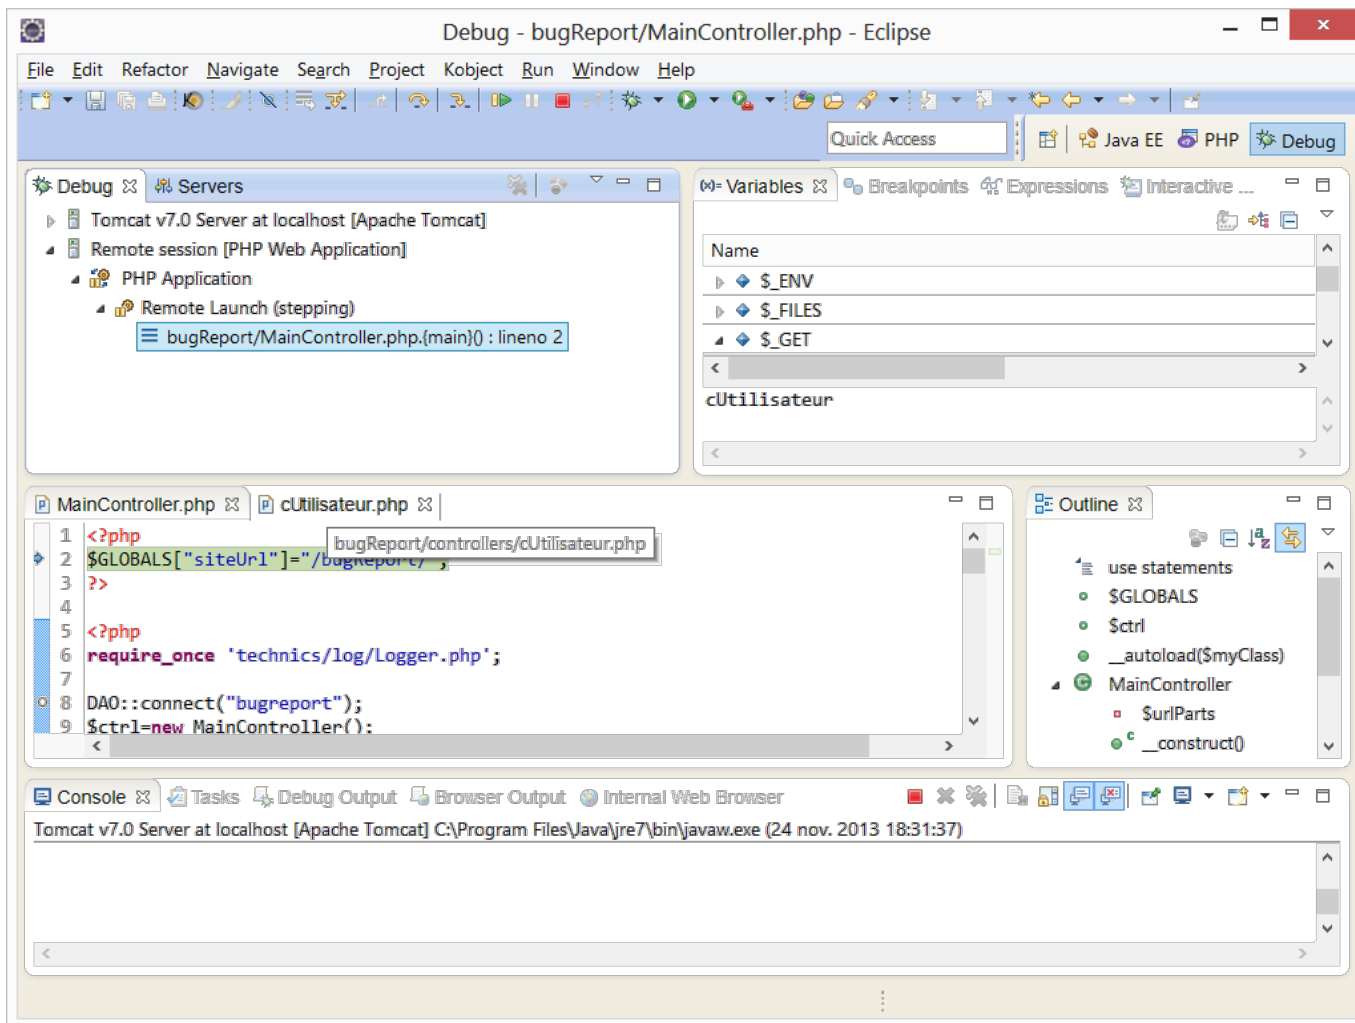 Debug - bugReport/MainController.php - Eclipse
File Edit Refactor Navigate Search Project Kobject Run Window Help
Quick Access
Java EE PHP Debug
Debug Servers
Tomcat v7.0 Server at localhost [Apache Tomcat]
Remote session [PHP Web Application]
PHP Application
Remote Launch (stepping)
bugReport/MainController.php.{main}() : lineno 2
(x)= Variables Breakpoints Expressions Interactive ...
Name
$_ENV
$_FILES
$_GET
cUtilisateur
MainController.php cUtilisateur.php
1 <?php
bugReport/controllers/cUtilisateur.php
2 $GLOBALS["siteUrl"]="/bugReport/";
3 ?>
4
5 <?php
6 require_once 'technics/log/Logger.php';
7
8 DAO::connect("bugreport");
9 $ctrl=new MainController();
Outline
use statements
$GLOBALS
$ctrl
__autoload($myClass)
MainController
$urlParts
__construct()
Console Tasks Debug Output Browser Output Internal Web Browser
Tomcat v7.0 Server at localhost [Apache Tomcat] C:\Program Files\Java\jre7\bin\javaw.exe (24 nov. 2013 18:31:37)